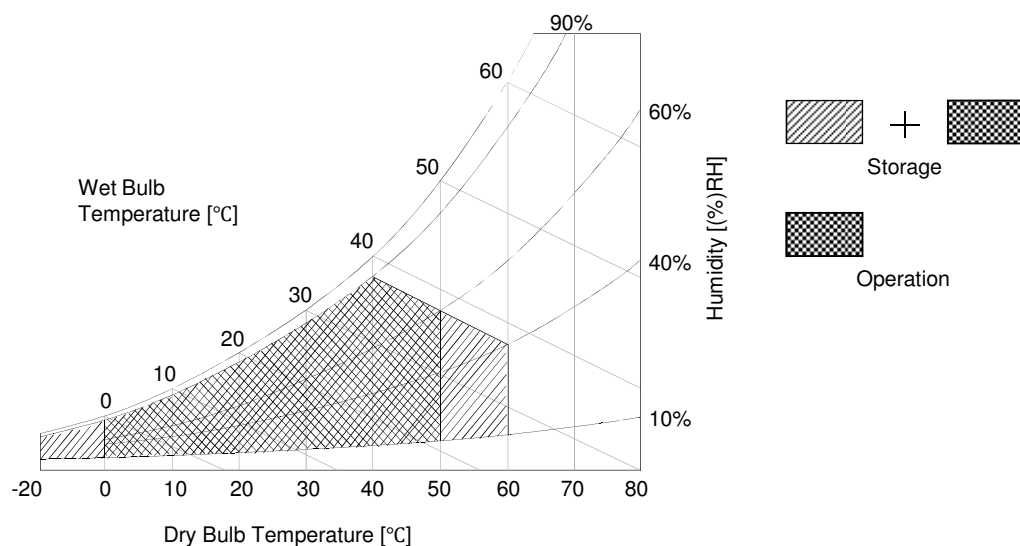 90%
60
60%
50
Wet Bulb
Temperature [℃]
Storage
40
40%
Operation
Humidity [(%)RH]
30
20
10
0
10%
-20 0 10 20 30 40 50 60 70 80
Dry Bulb Temperature [℃]